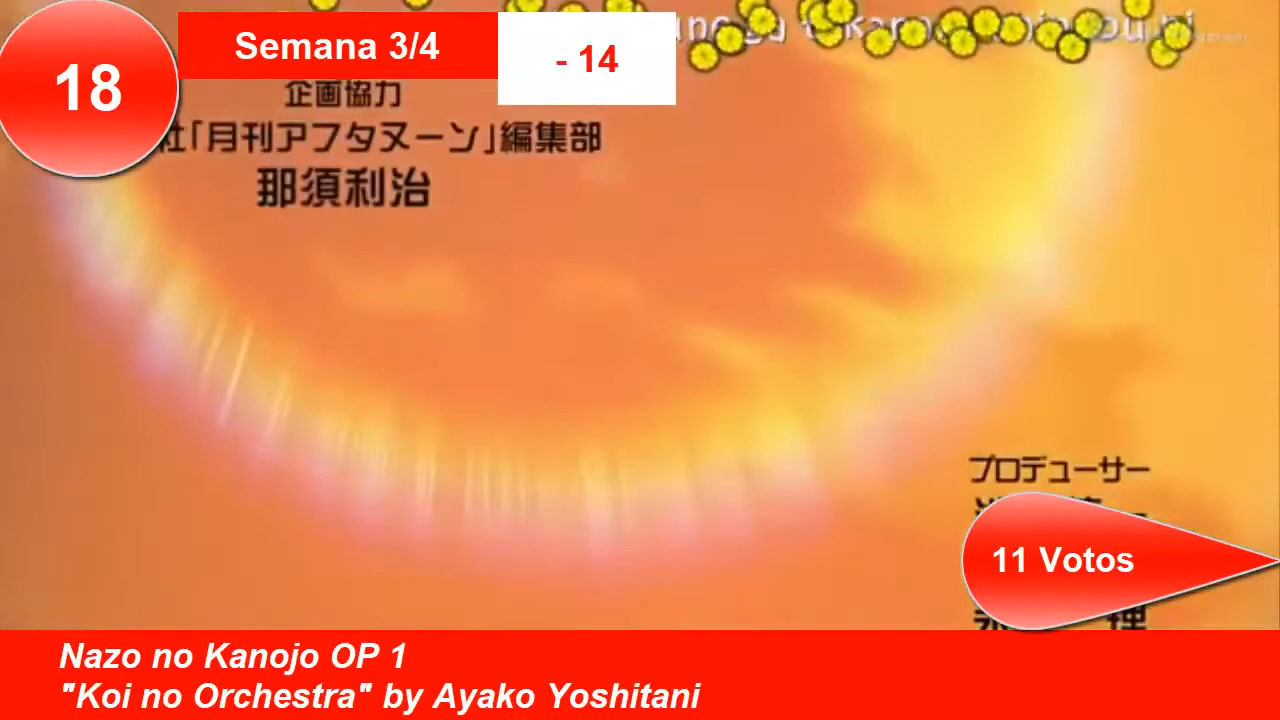 18
Semana 3/4
- 14
企画協力
社「月刊アフタヌーン」編集部
那須利治
プロデューサー
11 Votos
理
Nazo no Kanojo OP 1
"Koi no Orchestra" by Ayako Yoshitani